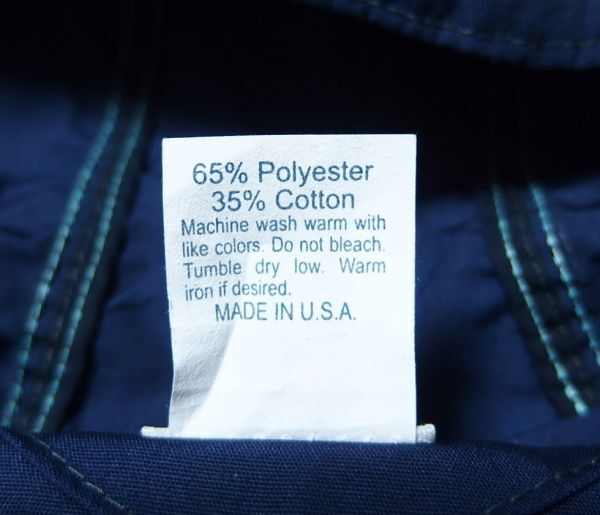 65% Polyester
35% Cotton
Machine wash warm with
like colors. Do not bleach.
Tumble dry low. Warm
iron if desired.
MADE IN U.S.A.